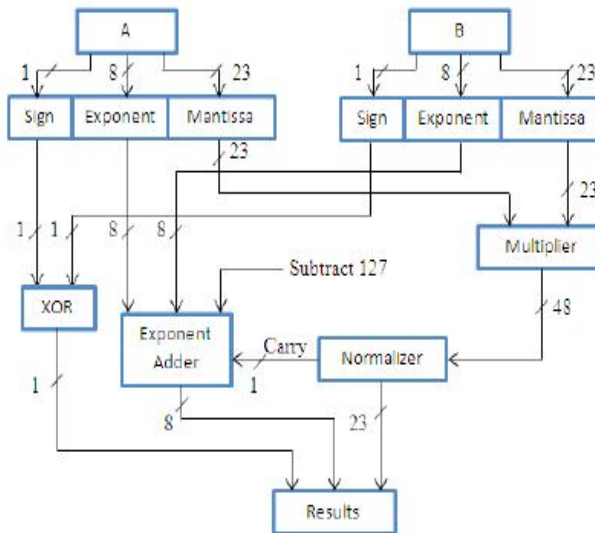 A
B
1
8
23
1
8
23
Sign
Exponent
Mantissa
Sign
Exponent
Mantissa
23
23
1
1
8
8
Multiplier
Subtract 127
48
XOR
Exponent
Adder
Carry
1
Normalizer
1
8
23
Results